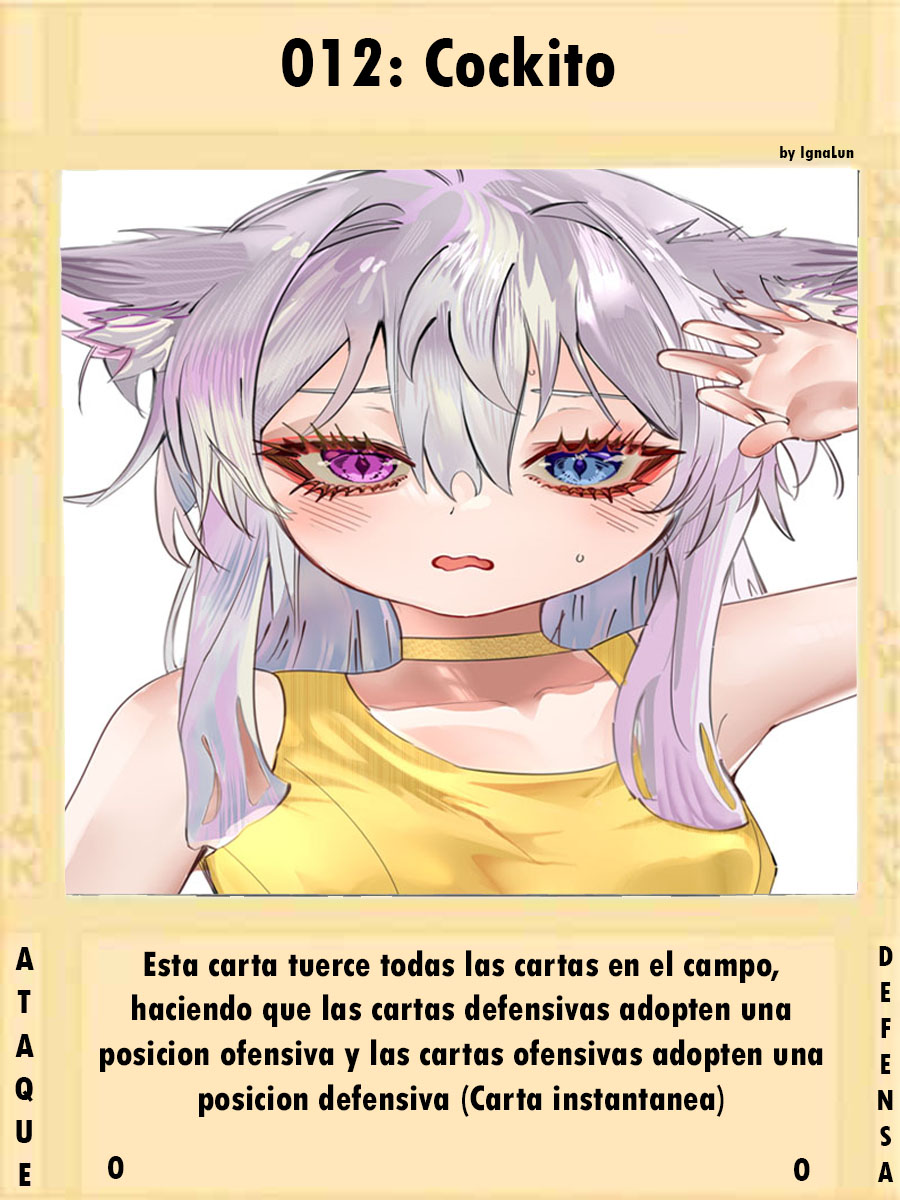 012: Cockito
by IgnaLun
Esta carta tuerce todas las cartas en el campo,
haciendo que las cartas defensivas adopten una
posicion ofensiva y las cartas ofensivas adopten una
posicion defensiva (Carta instantanea)
ATAQUE
0
0
DEFENSA